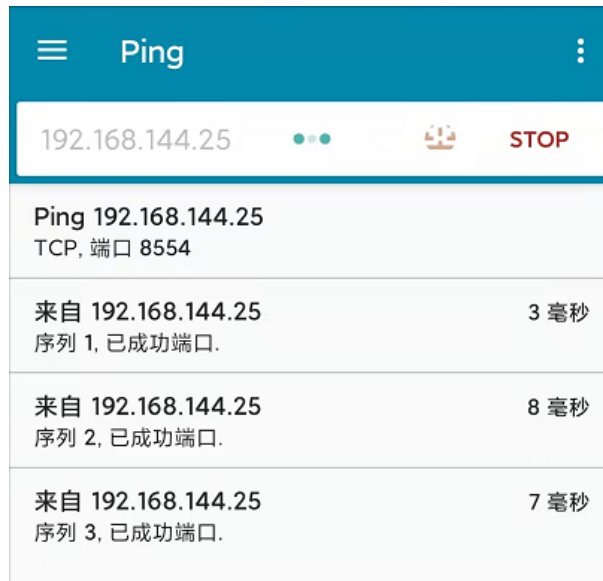 Ping
192.168.144.25
STOP
Ping 192.168.144.25
TCP, 端口 8554
来自 192.168.144.25
3 毫秒
序列 1, 已成功端口.
来自 192.168.144.25
8 毫秒
序列 2, 已成功端口.
来自 192.168.144.25
7 毫秒
序列 3, 已成功端口.